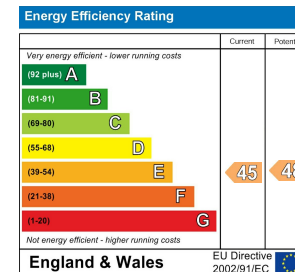 Energy Efficiency Rating
Current
Very energy efficient - lower running costs
(92 plus) A
(81-91) B
(69-80) C
(55-68) D
(39-54) E 45
(21-38) F
(1-20) G
Not energy efficient - higher running costs
England & Wales
EU Directive
2002/91/EC